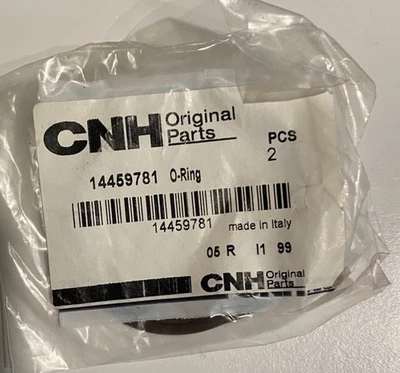 CNH Original Parts
PCS
2
14459781 O-Ring
14459781 made in Italy
05 R I1 99
CNH Original Parts